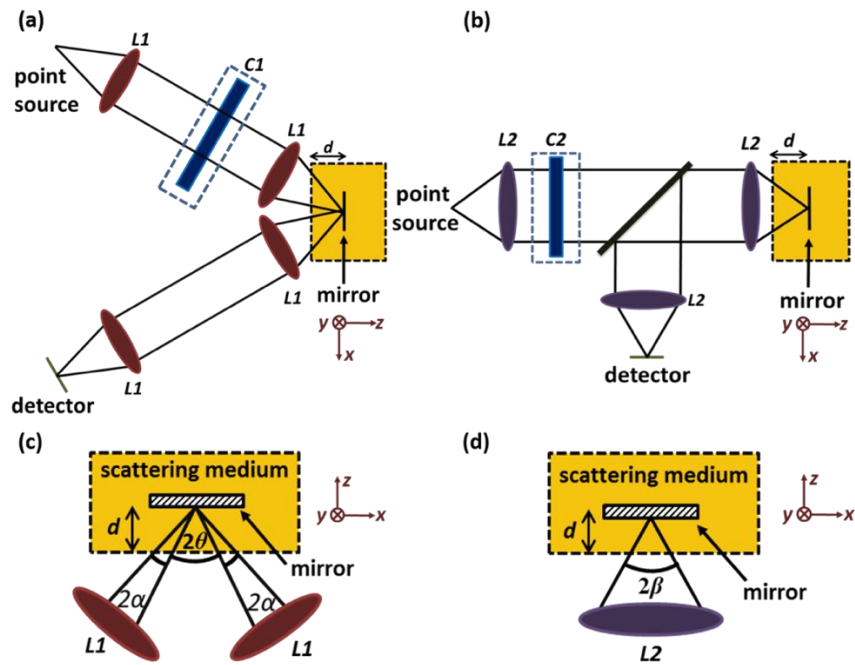 (a)
L1
C1
point
source
L1
d
mirror
L1
L1
detector
y z
x
(b)
L2
C2
L2
d
point
source
mirror
L2
detector
y z
x
(c)
scattering medium
d
2θ
mirror
2α
2α
L1
L1
z
y x
(d)
scattering medium
d
mirror
2β
L2
z
y x